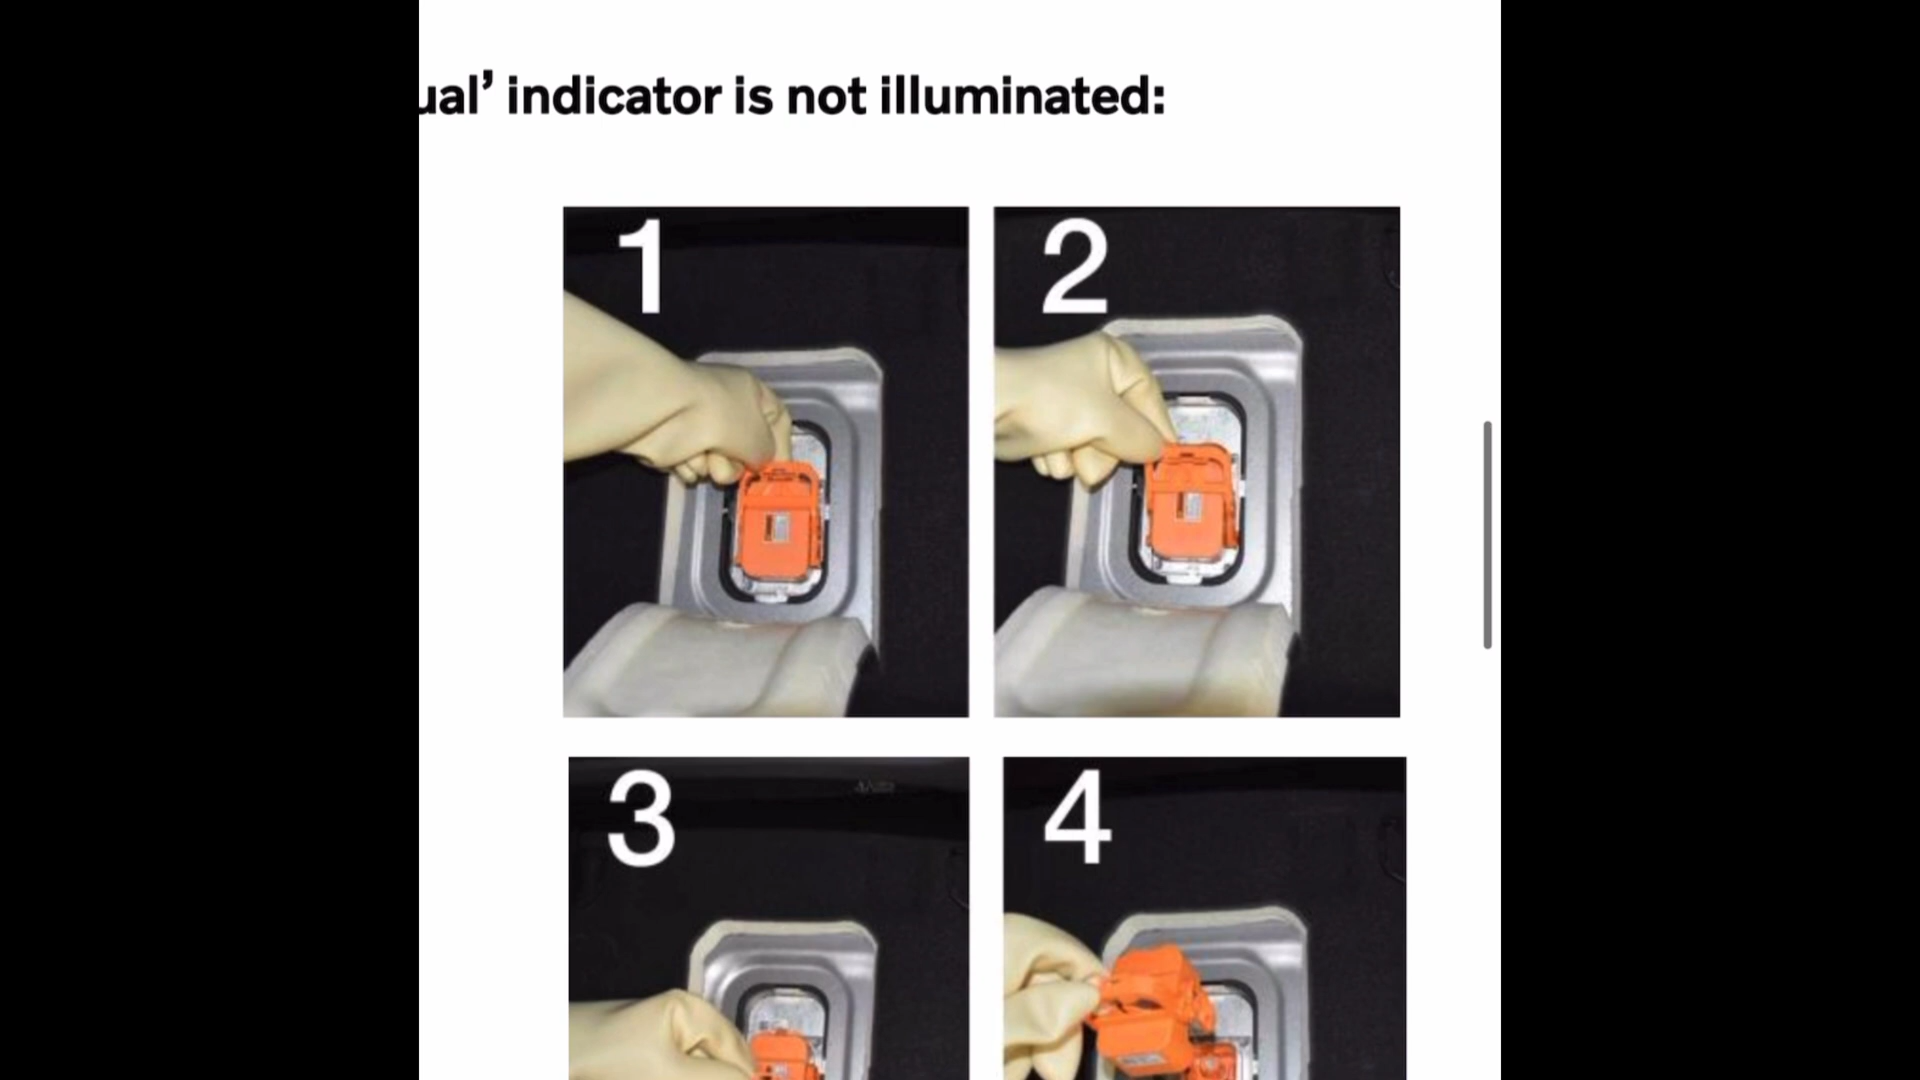 ual’ indicator is not illuminated:
1
2
3
4